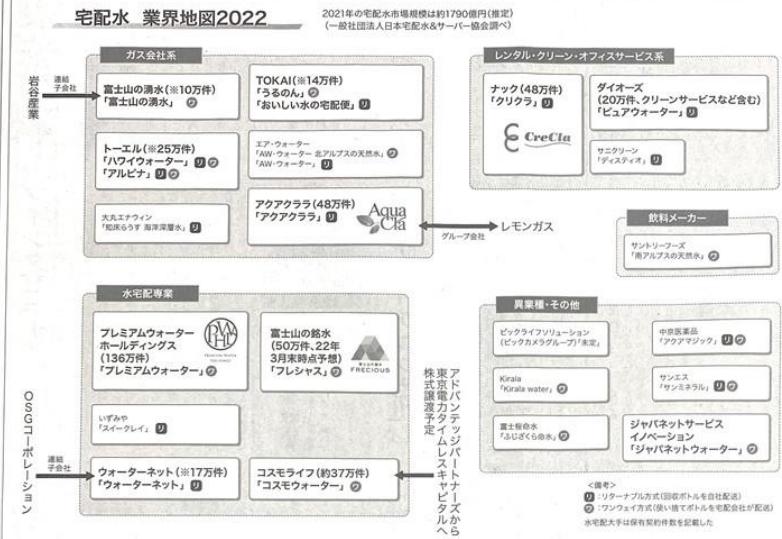 宅配水 業界地図2022
2021年の宅配水市場規模は約1790億円(推定)
(一般社団法人日本宅配水&サーバー協会調べ)
ガス会社系
岩谷産業
連結
子会社
富士山の湧水(※10万件)
「富士山の湧水」 ワ
TOKAI(※14万件)
「うるのん」 ワ
「おいしい水の宅配便」 リ
トーエル(※25万件)
「ハワイウォーター」 リ ワ
「アルピナ」 リ ワ
エア・ウォーター
「AW・ウォーター 北アルプスの天然水」 ワ
「AW・ウォーター」 リ
大丸エナウィン
「知床らうす 海洋深層水」 リ
アクアクララ(48万件)
「アクアクララ」 リ
Aqua
Cla
グループ会社
レモンガス
レンタル・クリーン・オフィスサービス系
ナック(48万件)
「クリクラ」 リ
CreCla
ダイオーズ
(20万件、クリーンサービスなど含む)
「ピュアウォーター」 リ
サニクリーン
「ディスティオ」 リ
飲料メーカー
サントリーフーズ
「南アルプスの天然水」 ワ
水宅配専業
プレミアムウォーター
ホールディングス
(136万件)
「プレミアムウォーター」 ワ
PREMIUM WATER
富士山の銘水
(50万件、22年
3月末時点予想)
「フレシャス」 ワ
FRECIOUS
いずみや
「スイークレイ」 リ
OSGコーポレーション
連結
子会社
ウォーターネット(※17万件)
「ウォーターネット」 リ
コスモライフ(約37万件)
「コスモウォーター」 ワ
アドバンテッジパートナーズから
東京電力タイムレスキャピタルへ
株式譲渡予定
異業種・その他
ビックライフソリューション
(ビックカメラグループ)「未定」
中京医薬品
「アクアマジック」 リ ワ
Kirala
「Kirala water」 ワ
サンエス
「サンミネラル」 リ ワ
富士桜命水
「ふじざくら命水」 ワ
ジャパネットサービス
イノベーション
「ジャパネットウォーター」 ワ
<備考>
リ:リターナブル方式(回収ボトルを自社配送)
ワ:ワンウェイ方式(使い捨てボトルを宅配会社が配送)
水宅配大手は保有契約件数を記載した